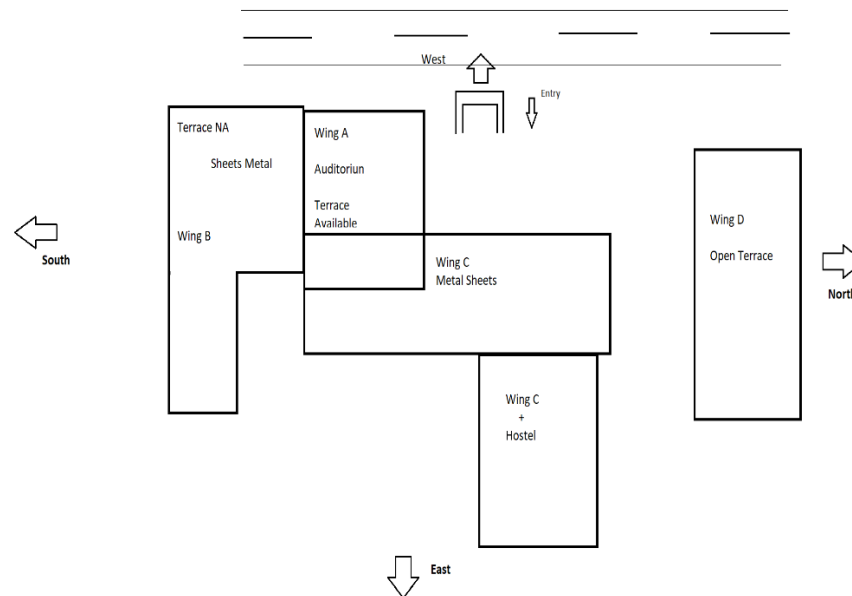 West
Entry
Terrace NA
Sheets Metal
Wing B
Wing A
Auditoriun
Terrace
Available
Wing C
Metal Sheets
Wing D
Open Terrace
South
North
Wing C
+
Hostel
East